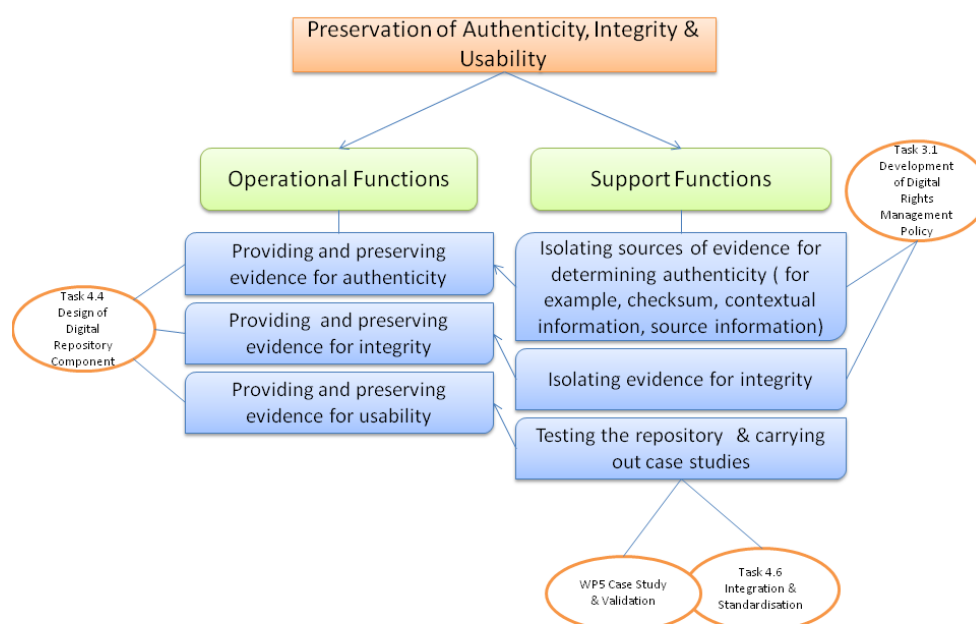 Preservation of Authenticity, Integrity &
Usability
Operational Functions
Support Functions
Task 3.1
Development
of Digital
Rights
Management
Policy
Providing and preserving
evidence for authenticity
Isolating sources of evidence for
determining authenticity ( for
example, checksum, contextual
information, source information)
Task 4.4
Design of
Digital
Repository
Component
Providing and preserving
evidence for integrity
Isolating evidence for integrity
Providing and preserving
evidence for usability
Testing the repository & carrying
out case studies
WP5 Case Study
& Validation
Task 4.6
Integration &
Standardisation